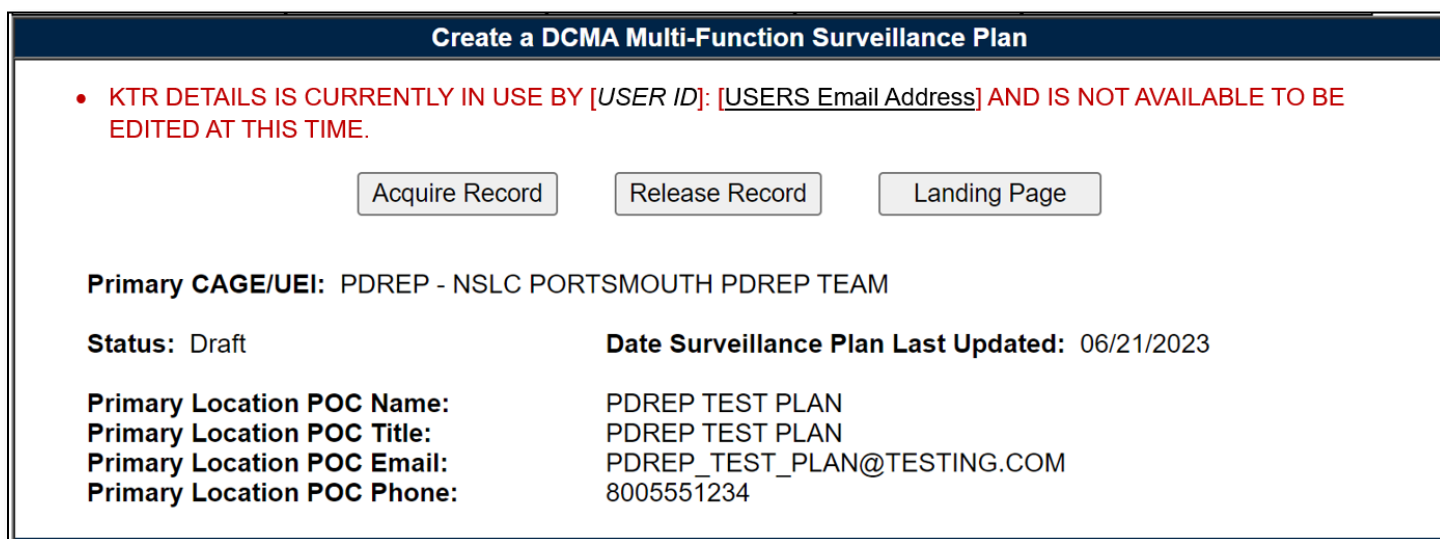 Create a DCMA Multi-Function Surveillance Plan
• KTR DETAILS IS CURRENTLY IN USE BY [USER ID]: [USERS Email Address] AND IS NOT AVAILABLE TO BE
EDITED AT THIS TIME.
Acquire Record Release Record Landing Page
Primary CAGE/UEI: PDREP - NSLC PORTSMOUTH PDREP TEAM
Status: Draft Date Surveillance Plan Last Updated: 06/21/2023
Primary Location POC Name: PDREP TEST PLAN
Primary Location POC Title: PDREP TEST PLAN
Primary Location POC Email: PDREP_TEST_PLAN@TESTING.COM
Primary Location POC Phone: 8005551234